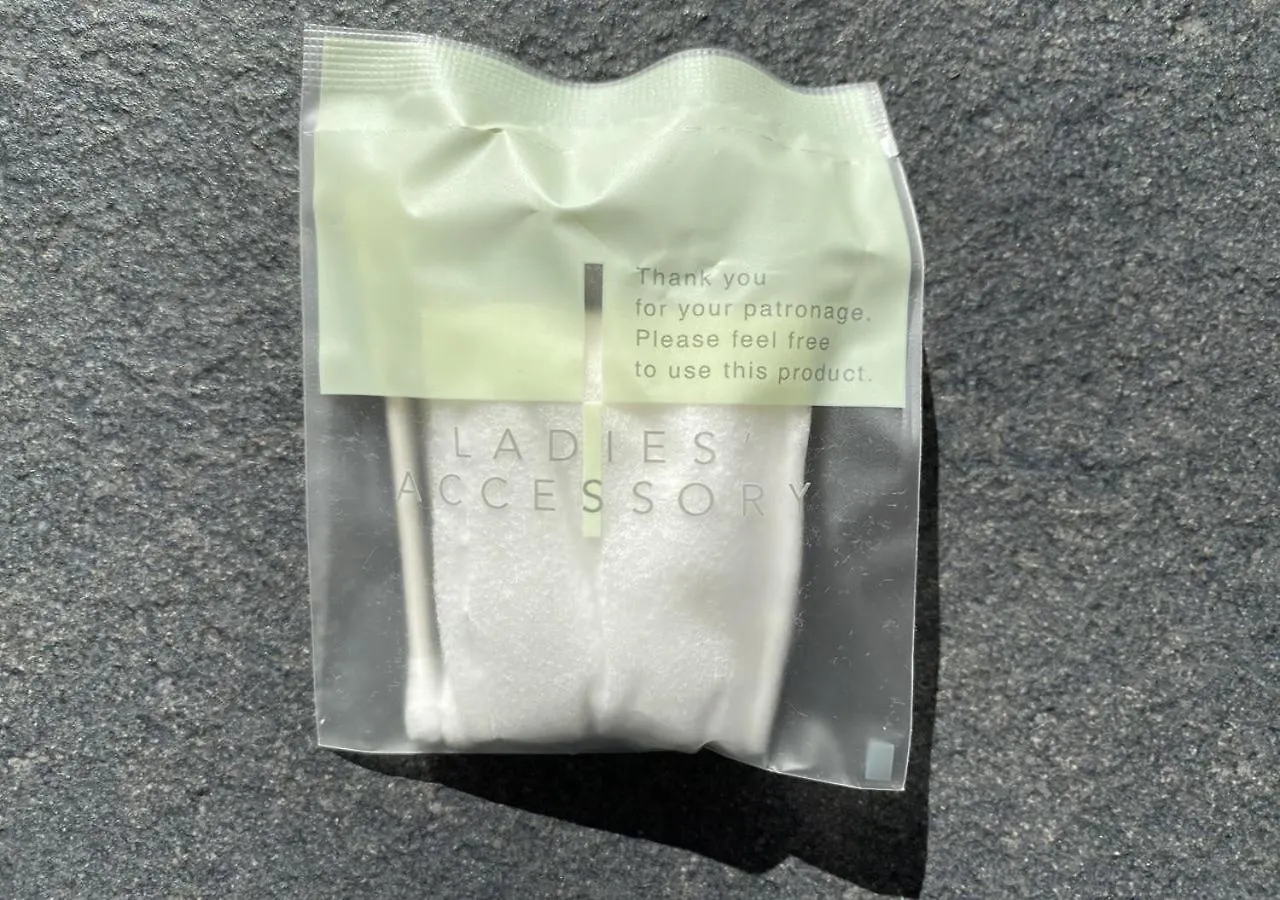 Thank you
for your patronage.
Please feel free
to use this product.
LADIES'
ACCESSORY